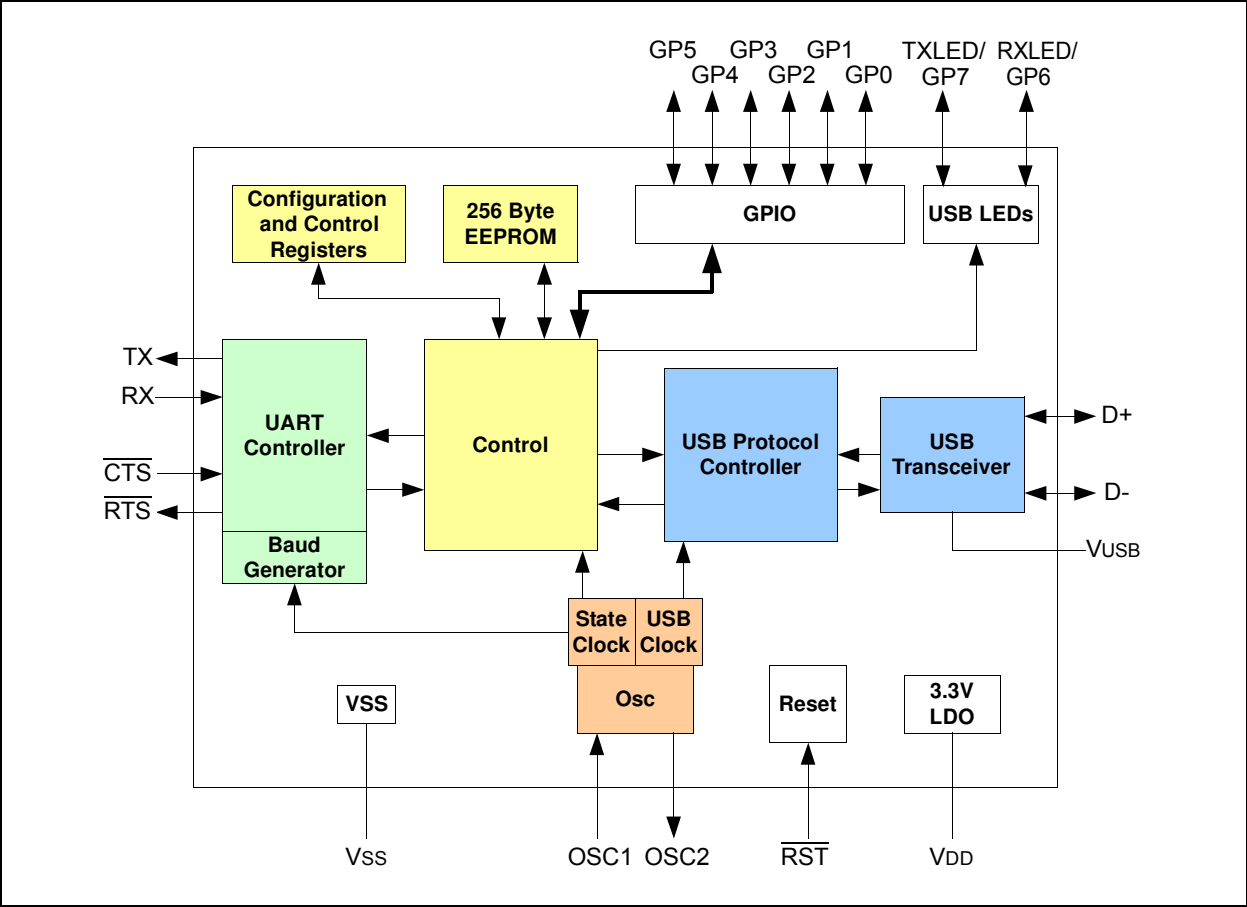 GP5 GP3 GP1 TXLED/ RXLED/
GP4 GP2 GP0 GP7 GP6
Configuration
and Control
Registers
256 Byte
EEPROM
GPIO
USB LEDs
TX
RX
CTS
RTS
UART
Controller
Baud
Generator
Control
USB Protocol
Controller
USB
Transceiver
D+
D-
VUSB
State
Clock
USB
Clock
Osc
VSS
Reset
3.3V
LDO
VSS
OSC1
OSC2
RST
VDD